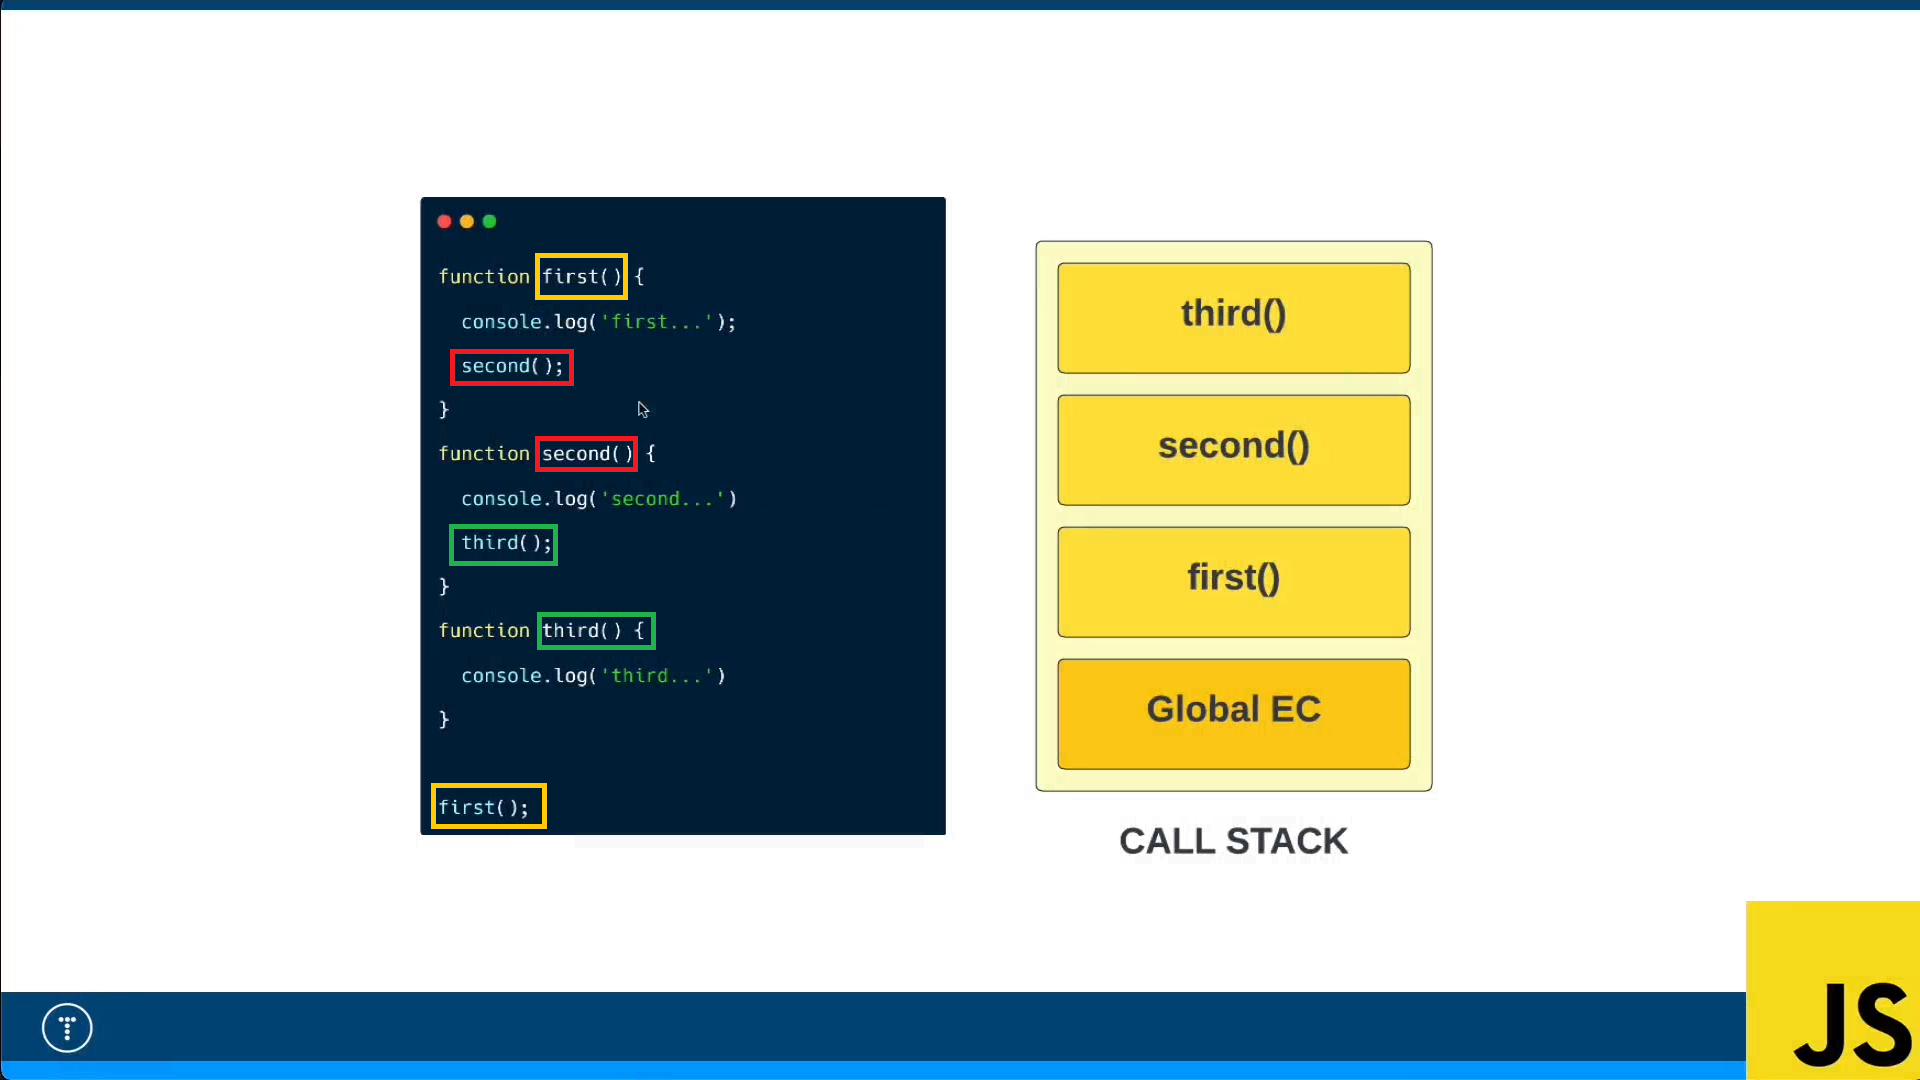 function first() {
console.log('first...');
second();
}
function second() {
console.log('second...')
third();
}
function third() {
console.log('third...')
}
first();
third()
second()
first()
Global EC
CALL STACK
T
JS